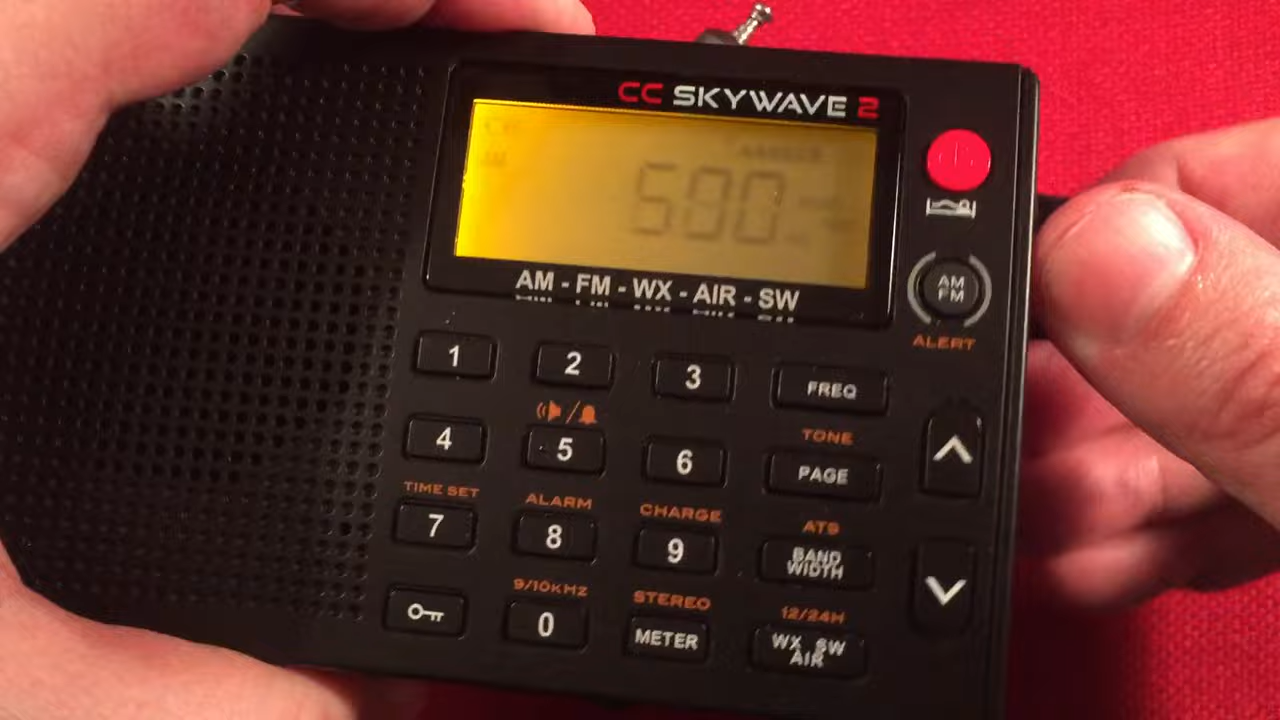 CC SKYWAVE 2
AM - FM - WX - AIR - SW
AM
FM
ALERT
1
2
3
FREQ
4
5
6
TONE
PAGE
TIME SET
7
ALARM
8
CHARGE
9
ATS
BAND
WIDTH
9/10KHZ
0
STEREO
METER
12/24H
WX SW
AIR